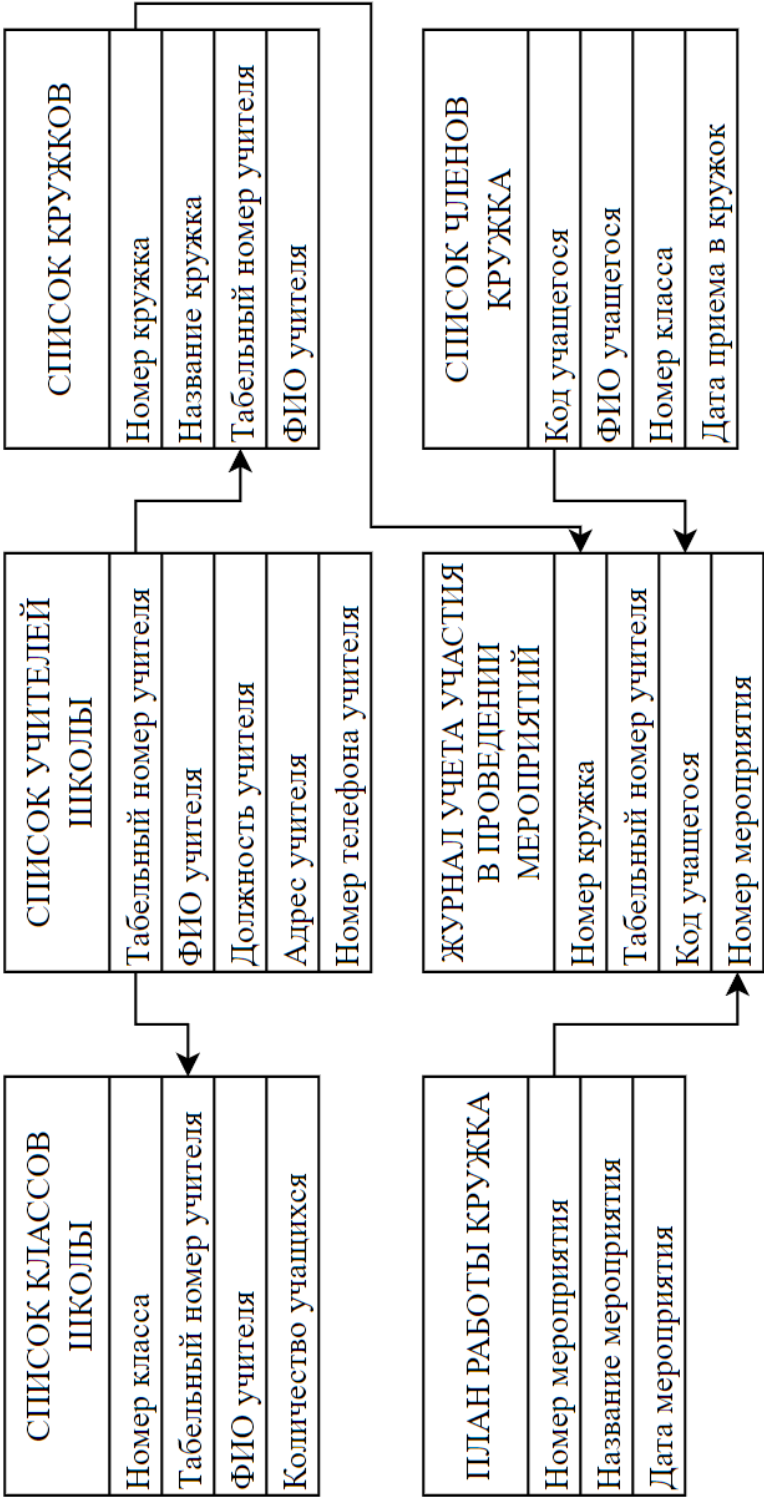 СПИСОК КЛАССОВ
ШКОЛЫ
Номер класса
Табельный номер учителя
ФИО учителя
Количество учащихся
СПИСОК УЧИТЕЛЕЙ
ШКОЛЫ
Табельный номер учителя
ФИО учителя
Должность учителя
Адрес учителя
Номер телефона учителя
СПИСОК КРУЖКОВ
Номер кружка
Название кружка
Табельный номер учителя
ФИО учителя
ПЛАН РАБОТЫ КРУЖКА
Номер мероприятия
Название мероприятия
Дата мероприятия
ЖУРНАЛ УЧЕТА УЧАСТИЯ
В ПРОВЕДЕНИИ
МЕРОПРИЯТИЙ
Номер кружка
Табельный номер учителя
Код учащегося
Номер мероприятия
СПИСОК ЧЛЕНОВ
КРУЖКА
Код учащегося
ФИО учащегося
Номер класса
Дата приема в кружок